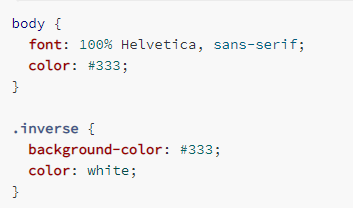 body {
  font: 100% Helvetica, sans-serif;
  color: #333;
}

.inverse {
  background-color: #333;
  color: white;
}